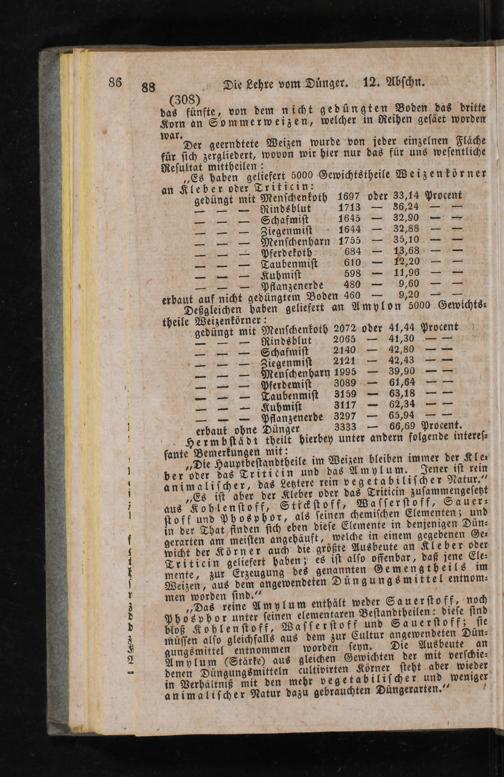 86
88 Die Lehre vom Dünger. 12. Abschn.
(308)
das fünfte, von dem nicht gedüngten Boden das dritte
Korn an Sommerweizen, welcher in Reihen gesäet worden
war.
Der geerndtete Weizen wurde von jeder einzelnen Fläche
für sich zergliedert, wovon wir hier nur das für uns wesentliche
Resultat mittheilen:
„Es haben geliefert 5000 Gewichtstheile Weizenkörner
an Kleber oder Triticin:
gedüngt mit Menschenkoth 1697 oder 33,14 Procent
— — — Rindsblut 1713 — 36,24 — —
— — — Schafmist 1645 — 32,90 — —
— — — Ziegenmist 1644 — 32,88 — —
— — — Menschenharn 1755 — 35,10 — —
— — — Pferdekoth 684 — 13,68 — —
— — — Taubenmist 610 — 12,20 — —
— — — Kuhmist 598 — 11,96 — —
— — — Pflanzenerde 480 — 9,60 — —
erbaut auf nicht gedüngtem Boden 460 — 9,20 — —
Deßgleichen haben geliefert an Amylon 5000 Gewichts-
theile Weizenkörner:
gedüngt mit Menschenkoth 2072 oder 41,44 Procent
— — — Rindsblut 2065 — 41,30 — —
— — — Schafmist 2140 — 42,80 — —
— — — Ziegenmist 2121 — 42,43 — —
— — — Menschenharn 1995 — 39,90 — —
— — — Pferdemist 3089 — 61,64 — —
— — — Taubenmist 3159 — 63,18 — —
— — — Kuhmist 3117 — 62,34 — —
— — — Pflanzenerde 3297 — 65,94 — —
erbaut ohne Dünger 3333 — 66,69 Procent.
Hermbstädt theilt hierbey unter andern folgende interes-
sante Bemerkungen mit:
„Die Hauptbestandtheile im Weizen bleiben immer der Kle-
ber oder das Triticin und das Amylum. Jener ist rein
animalischer, das Letztere rein vegetabilischer Natur.“
„Es ist aber der Kleber oder das Triticin zusammengesetzt
aus Kohlenstoff, Stickstoff, Wasserstoff, Sauer-
stoff und Phosphor, als seinen chemischen Elementen; und
in der That finden sich eben diese Elemente in denjenigen Dün-
gerarten am meisten angehäuft, welche in einem gegebenen Ge-
wicht der Körner auch die größte Ausbeute an Kleber oder
Triticin geliefert haben; es ist also offenbar, daß jene Ele-
mente, zur Erzeugung des genannten Gemengtheils im
Weizen, aus dem angewendeten Düngungsmittel entnom-
men worden sind.“
„Das reine Amylum enthält weder Sauerstoff, noch
Phosphor unter seinen elementaren Bestandtheilen: diese sind
bloß Kohlenstoff, Wasserstoff und Sauerstoff; sie
müssen also gleichfalls aus dem zur Cultur angewendeten Dün-
gungsmittel entnommen worden seyn. Die Ausbeute an
Amylum (Stärke) aus gleichen Gewichten der mit verschie-
denen Düngungsmitteln cultivirten Körner steht aber wieder
in Verhältniß mit den mehr vegetabilischer und weniger
animalischer Natur dazu gebrauchten Düngerarten.“